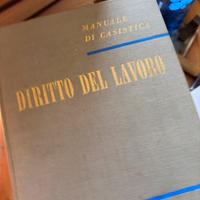 MANUALE
DI CASISTICA
DIRITTO DEL LAVORO